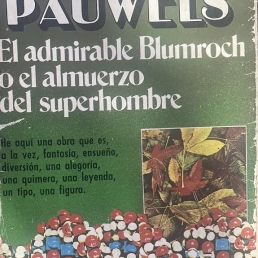 PAUWELS
El admirable Blumroch
o el almuerzo
del superhombre
He aquí una obra que es,
a la vez, fantasía, ensueño,
diversión, una alegoría,
una quimera, una leyenda,
un tipo, una figura.